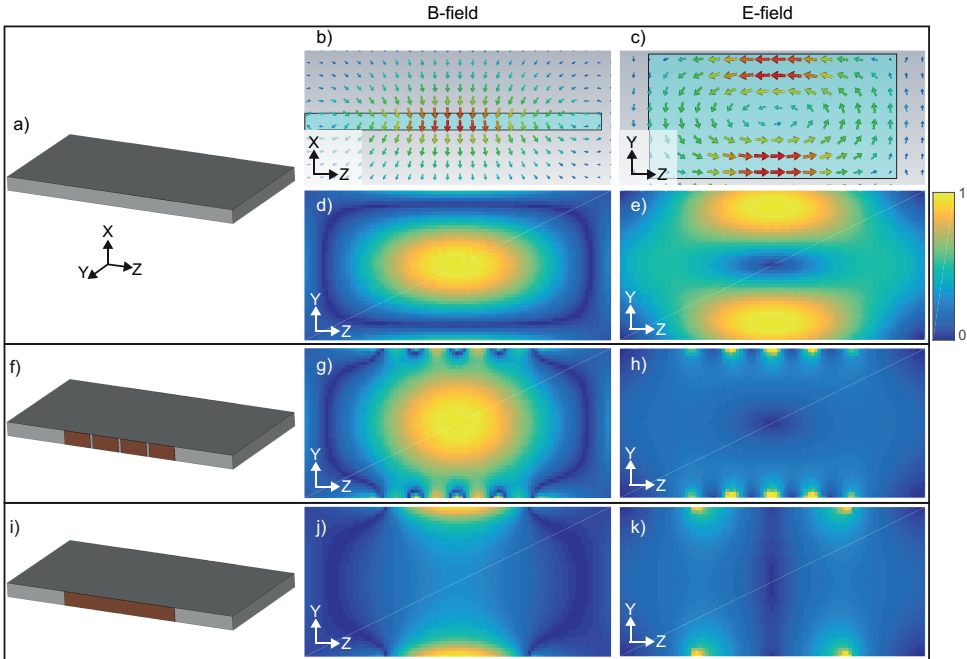 B-field E-field
b) c)
a)
X Z
Y Z
d) e)
1
X
Y Z
Y Z
Y Z
0
f) g) h)
Y Z
Y Z
i) j) k)
Y Z
Y Z